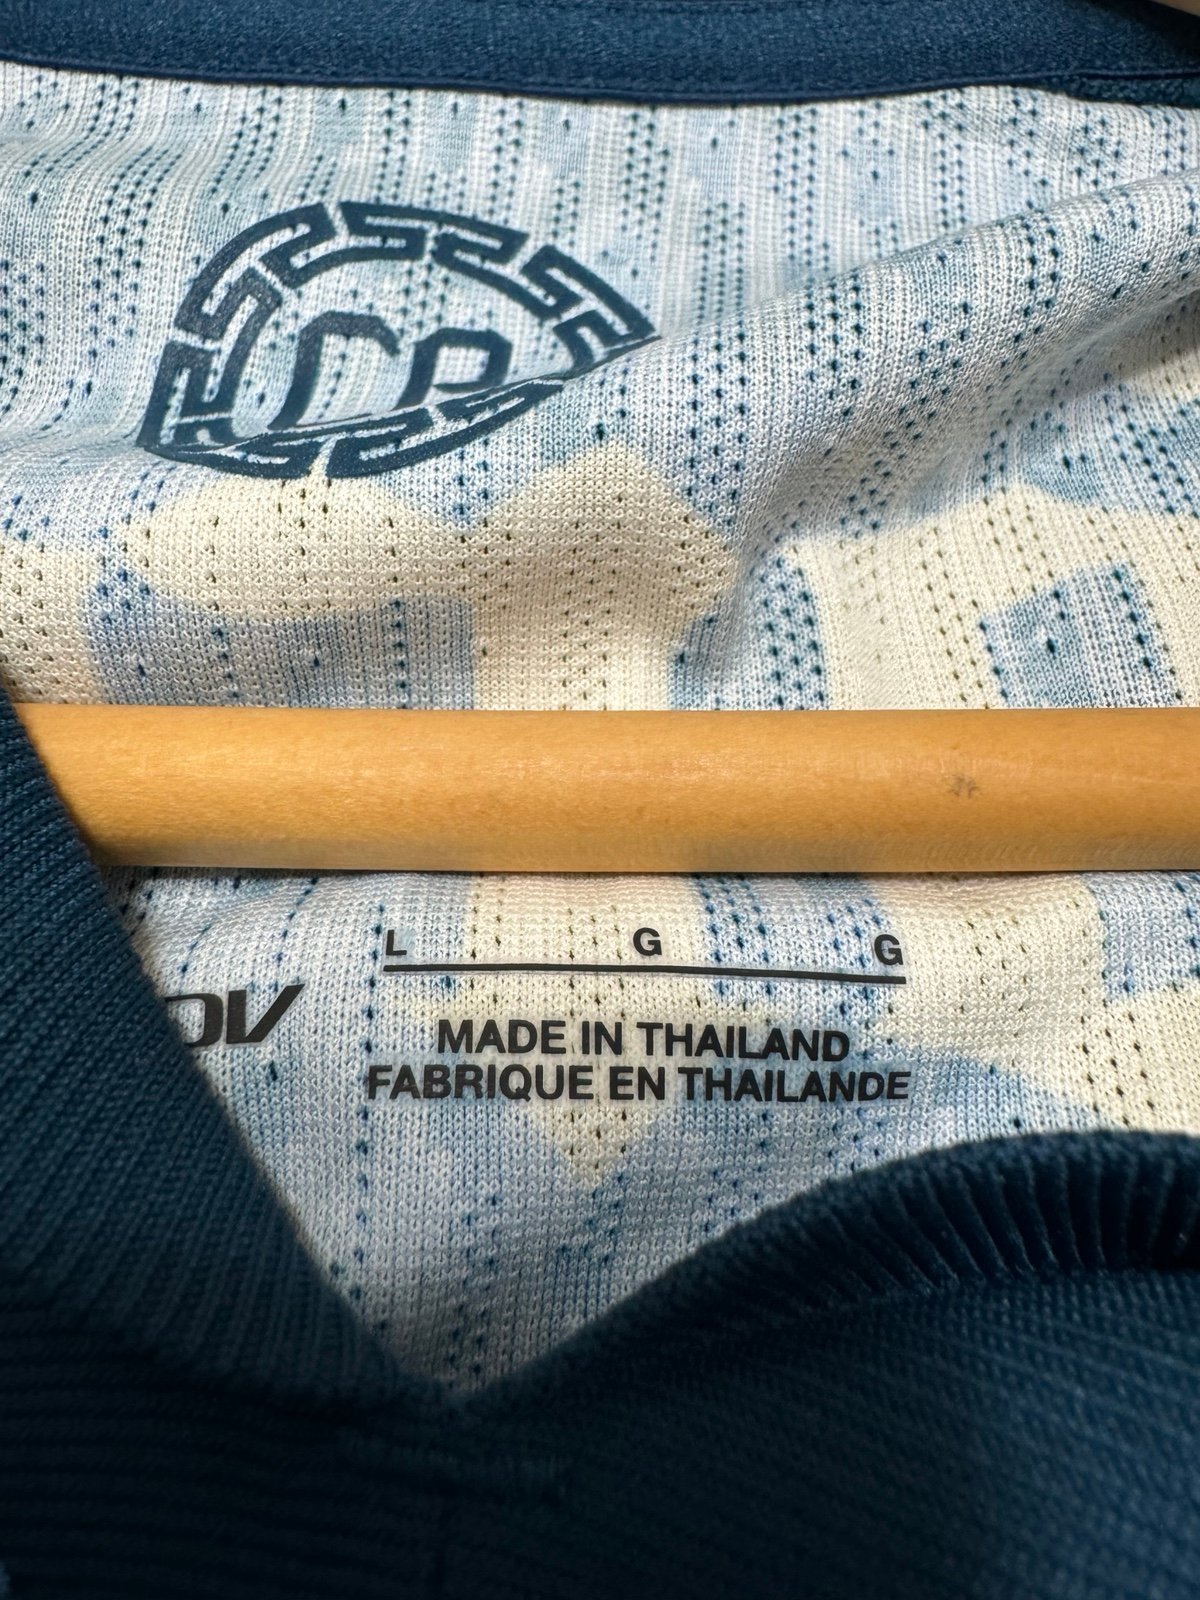 L G G
MADE IN THAILAND
FABRIQUE EN THAILANDE